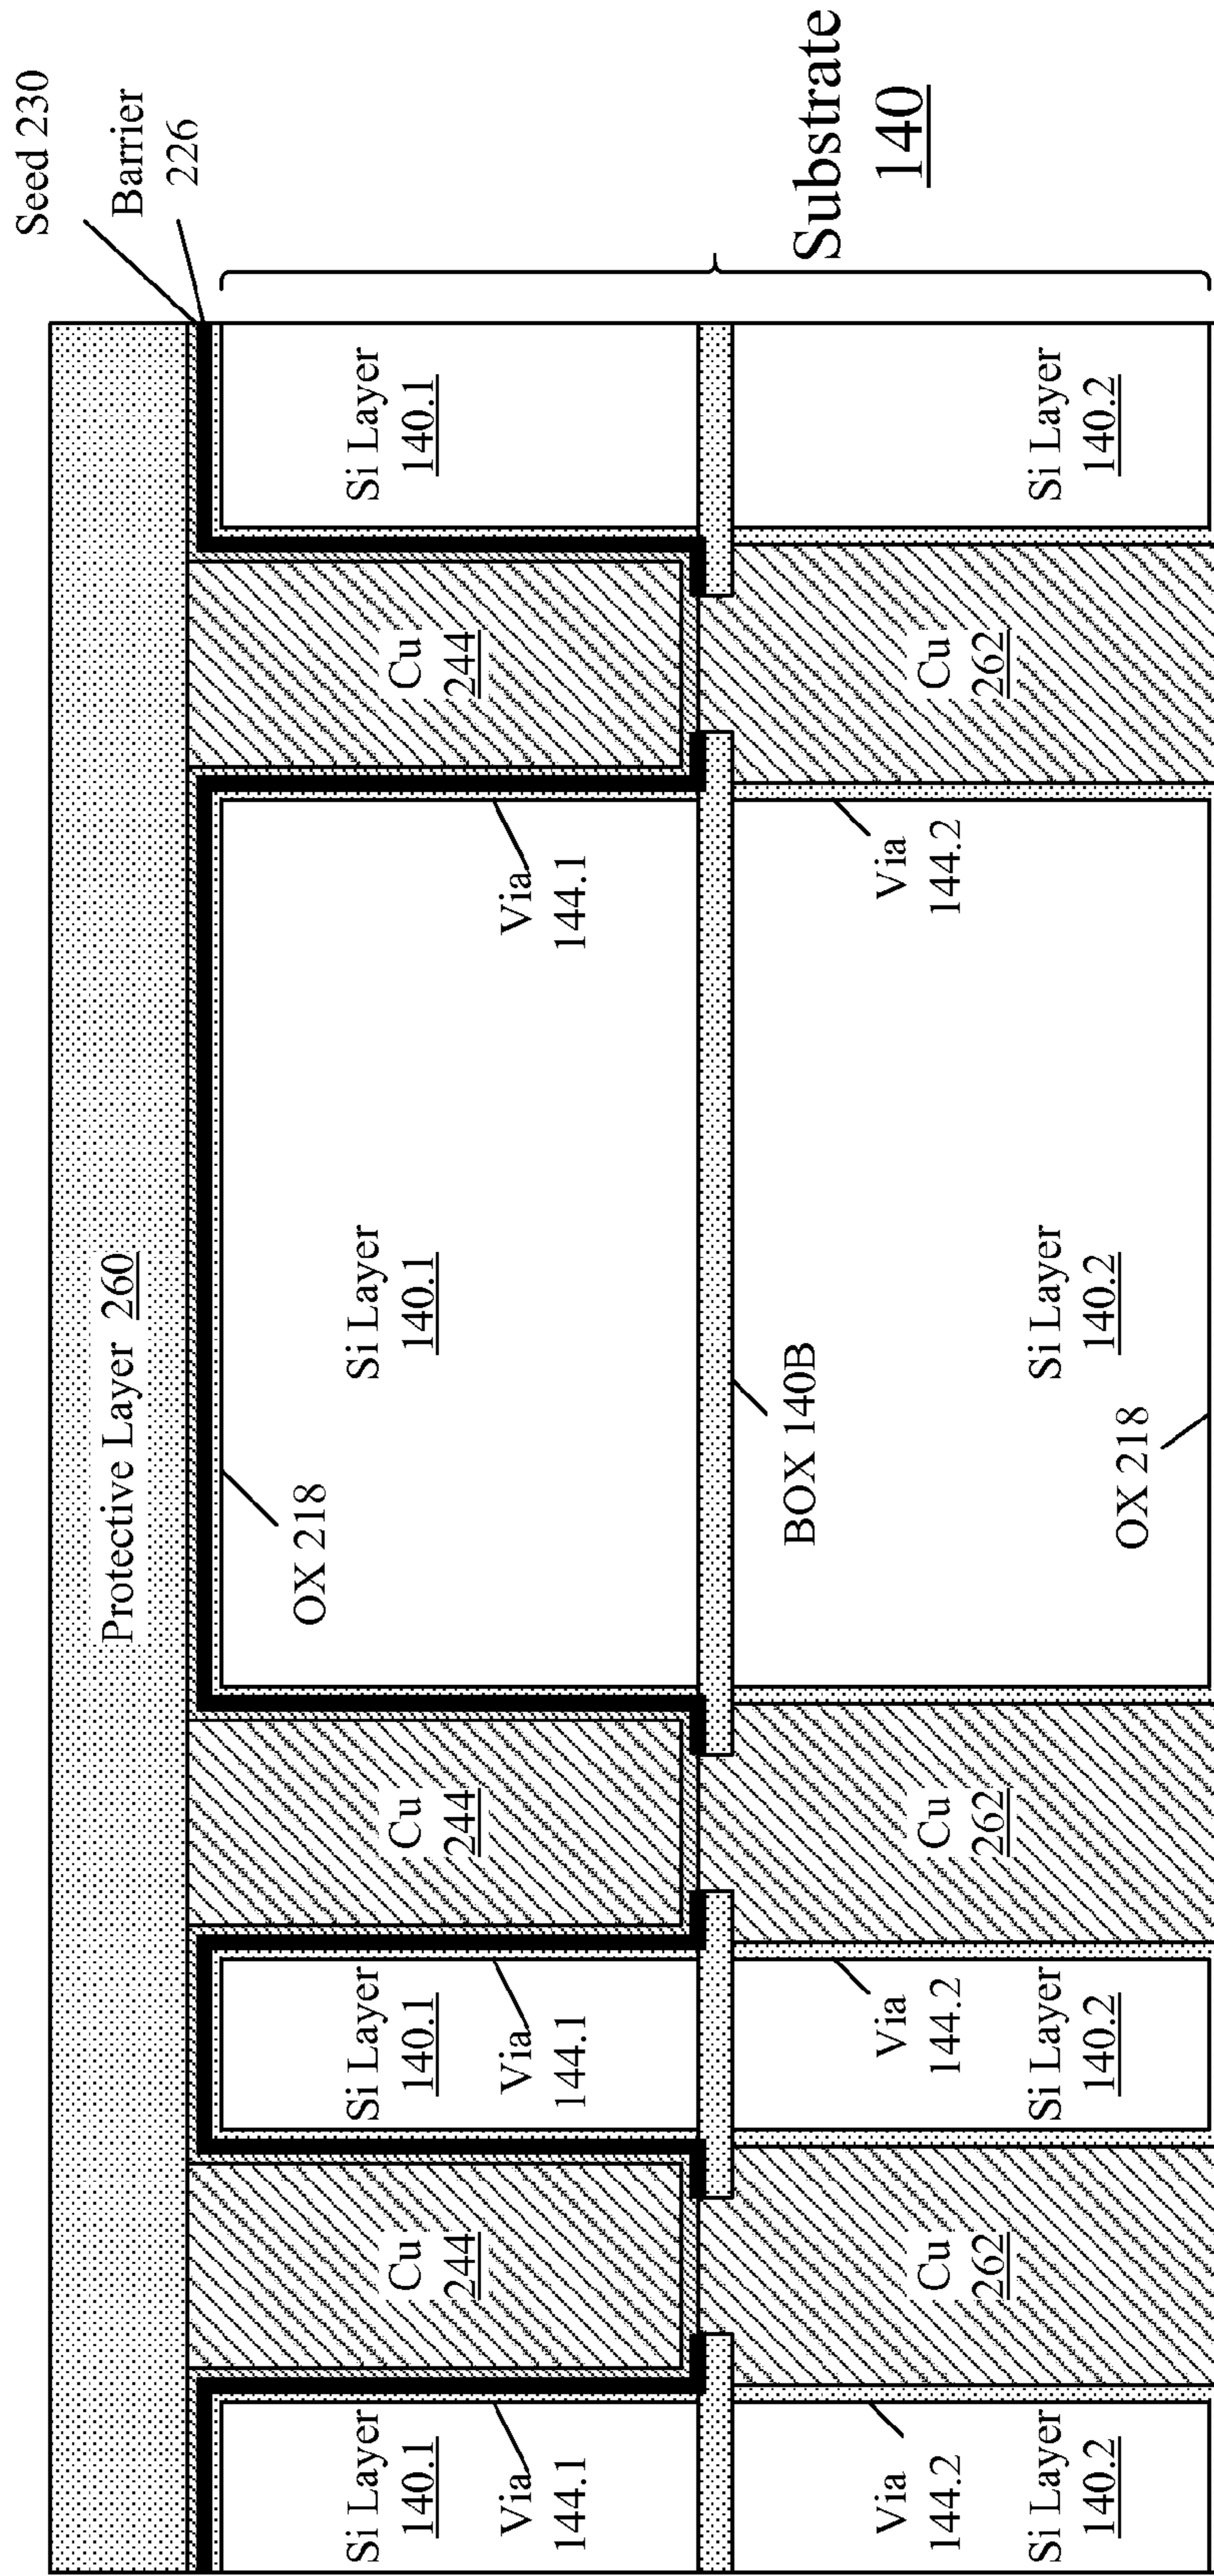 Seed 230
Barrier
226
Protective Layer 260
Substrate
140
Si Layer
140.1
Si Layer
140.1
Si Layer
140.1
Si Layer
140.1
OX 218
Cu
244
Cu
244
Cu
244
Via
144.1
Via
144.1
Via
144.1
BOX 140B
Via
144.2
Via
144.2
Via
144.2
Cu
262
Cu
262
Cu
262
Si Layer
140.2
Si Layer
140.2
Si Layer
140.2
Si Layer
140.2
OX 218